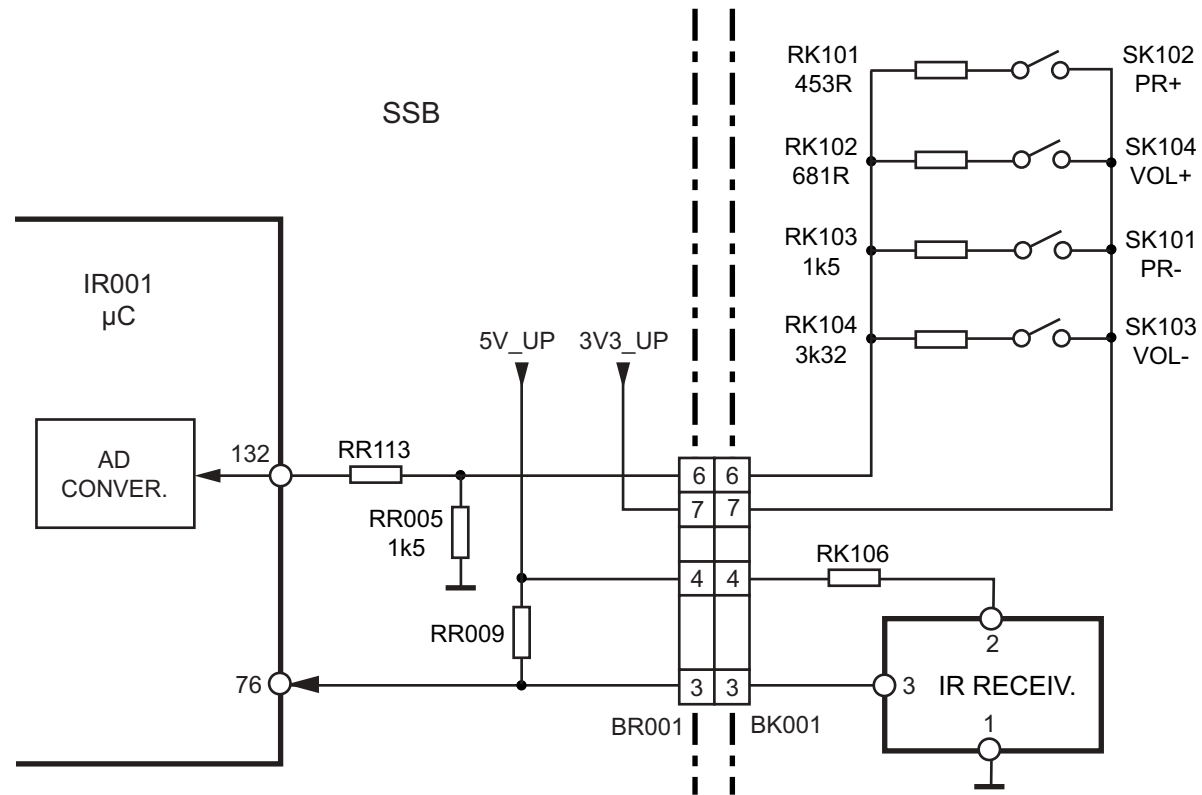 RK101
453R
SK102
PR+
SSB
RK102
681R
SK104
VOL+
RK103
1k5
SK101
PR-
IR001
µC
5V_UP
3V3_UP
RK104
3k32
SK103
VOL-
AD
CONVER.
132
RR113
6
6
7
7
RR005
1k5
RK106
4
4
RR009
2
76
3
3
3
IR RECEIV.
BR001
BK001
1